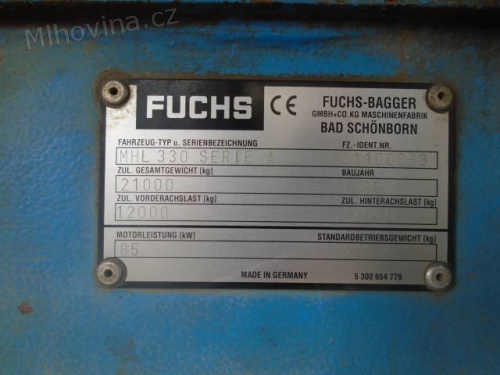 Mlhovina.cz
FUCHS CE FUCHS-BAGGER
GMBH+CO.KG MASCHINENFABRIK
BAD SCHÖNBORN
FAHRZEUG-TYP u. SERIENBEZEICHNUNG FZ.-IDENT.NR.
MHL 330 SERIE A
ZUL. GESAMTGEWICHT (kg) BAUJAHR
21000
ZUL. VORDERACHSLAST (kg) ZUL. HINTERACHSLAST (kg)
12000
MOTORLEISTUNG (kW) STANDARDBETRIEBSGEWICHT (kg)
85
MADE IN GERMANY 5 300 654 779